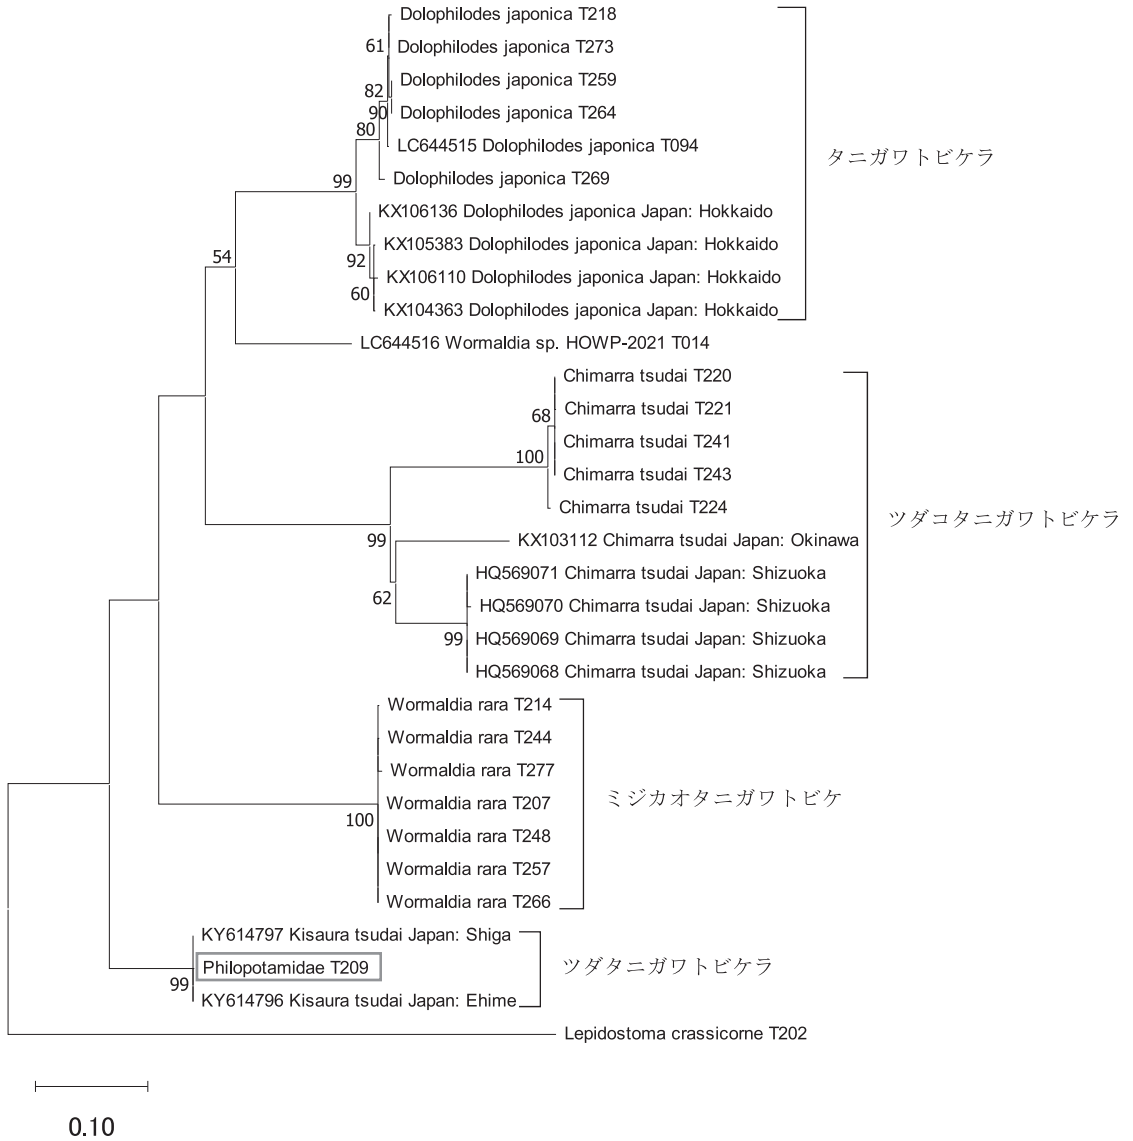 Dolophilodes japonica T218
61
Dolophilodes japonica T273
Dolophilodes japonica T259
82
90
Dolophilodes japonica T264
80
LC644515 Dolophilodes japonica T094
タニガワトビケラ
Dolophilodes japonica T269
99
KX106136 Dolophilodes japonica Japan: Hokkaido
KX105383 Dolophilodes japonica Japan: Hokkaido
54
92
KX106110 Dolophilodes japonica Japan: Hokkaido
60
KX104363 Dolophilodes japonica Japan: Hokkaido
LC644516 Wormaldia sp. HOWP-2021 T014
Chimarra tsudai T220
68
Chimarra tsudai T221
Chimarra tsudai T241
100
Chimarra tsudai T243
Chimarra tsudai T224
ツダコタニガワトビケラ
99
KX103112 Chimarra tsudai Japan: Okinawa
HQ569071 Chimarra tsudai Japan: Shizuoka
62
HQ569070 Chimarra tsudai Japan: Shizuoka
99
HQ569069 Chimarra tsudai Japan: Shizuoka
HQ569068 Chimarra tsudai Japan: Shizuoka
Wormaldia rara T214
Wormaldia rara T244
Wormaldia rara T277
ミジカオタニガワトビケ
Wormaldia rara T207
100
Wormaldia rara T248
Wormaldia rara T257
Wormaldia rara T266
KY614797 Kisaura tsudai Japan: Shiga
Philopotamidae T209
ツダタニガワトビケラ
99
KY614796 Kisaura tsudai Japan: Ehime
Lepidostoma crassicorne T202
0.10